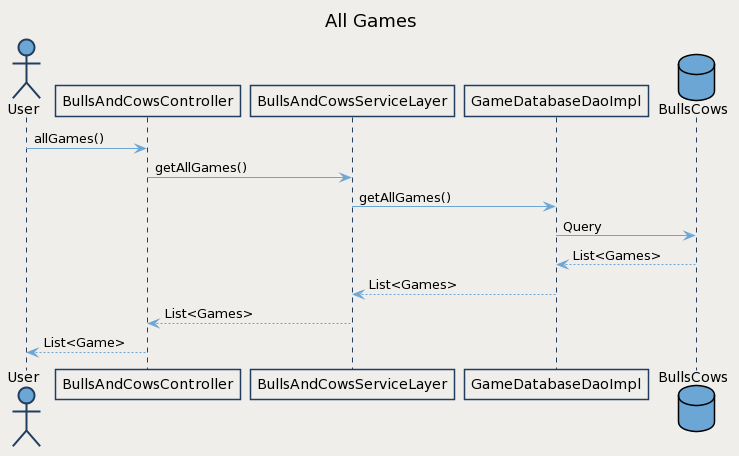 All Games
User
BullsAndCowsController
BullsAndCowsServiceLayer
GameDatabaseDaoImpl
BullsCows
allGames()
getAllGames()
getAllGames()
Query
List<Games>
List<Games>
List<Games>
List<Game>
User
BullsAndCowsController
BullsAndCowsServiceLayer
GameDatabaseDaoImpl
BullsCows